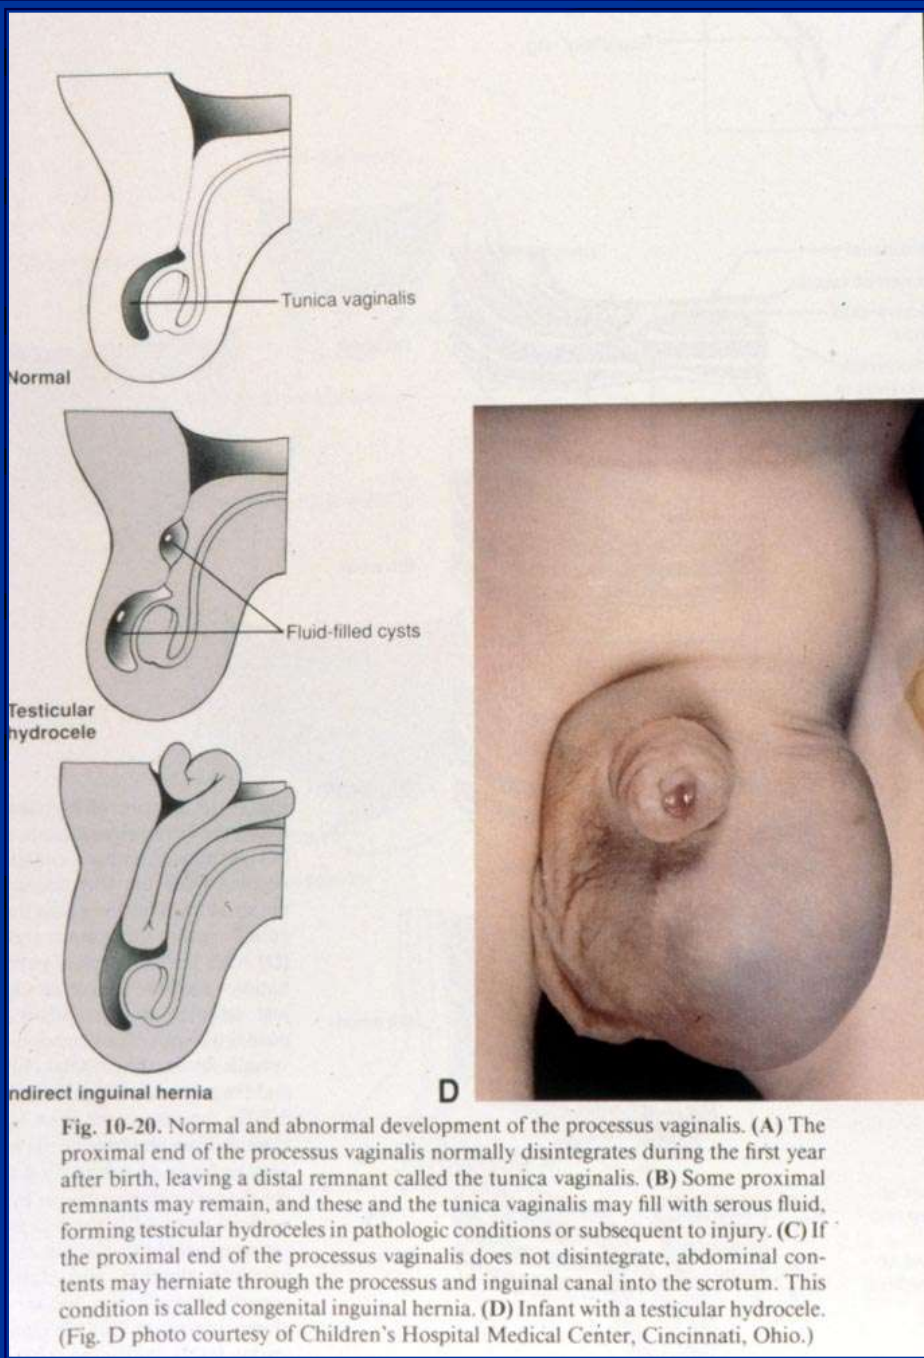 Tunica vaginalis
Normal
Fluid-filled cysts
Testicular
hydrocele
ndirect inguinal hernia
D
Fig. 10-20. Normal and abnormal development of the processus vaginalis. (A) The
proximal end of the processus vaginalis normally disintegrates during the first year
after birth, leaving a distal remnant called the tunica vaginalis. (B) Some proximal
remnants may remain, and these and the tunica vaginalis may fill with serous fluid,
forming testicular hydroceles in pathologic conditions or subsequent to injury. (C) If
the proximal end of the processus vaginalis does not disintegrate, abdominal con-
tents may herniate through the processus and inguinal canal into the scrotum. This
condition is called congenital inguinal hernia. (D) Infant with a testicular hydrocele.
(Fig. D photo courtesy of Children's Hospital Medical Center, Cincinnati, Ohio.)